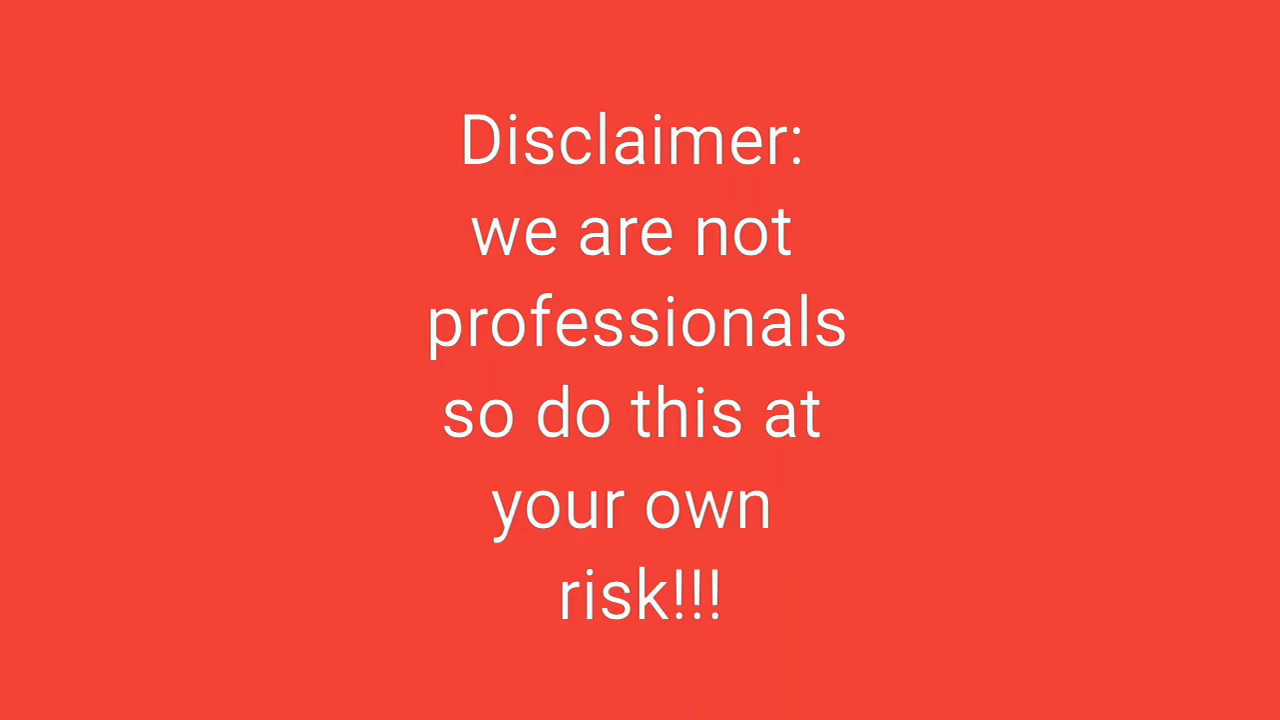 Disclaimer:
we are not
professionals
so do this at
your own
risk!!!